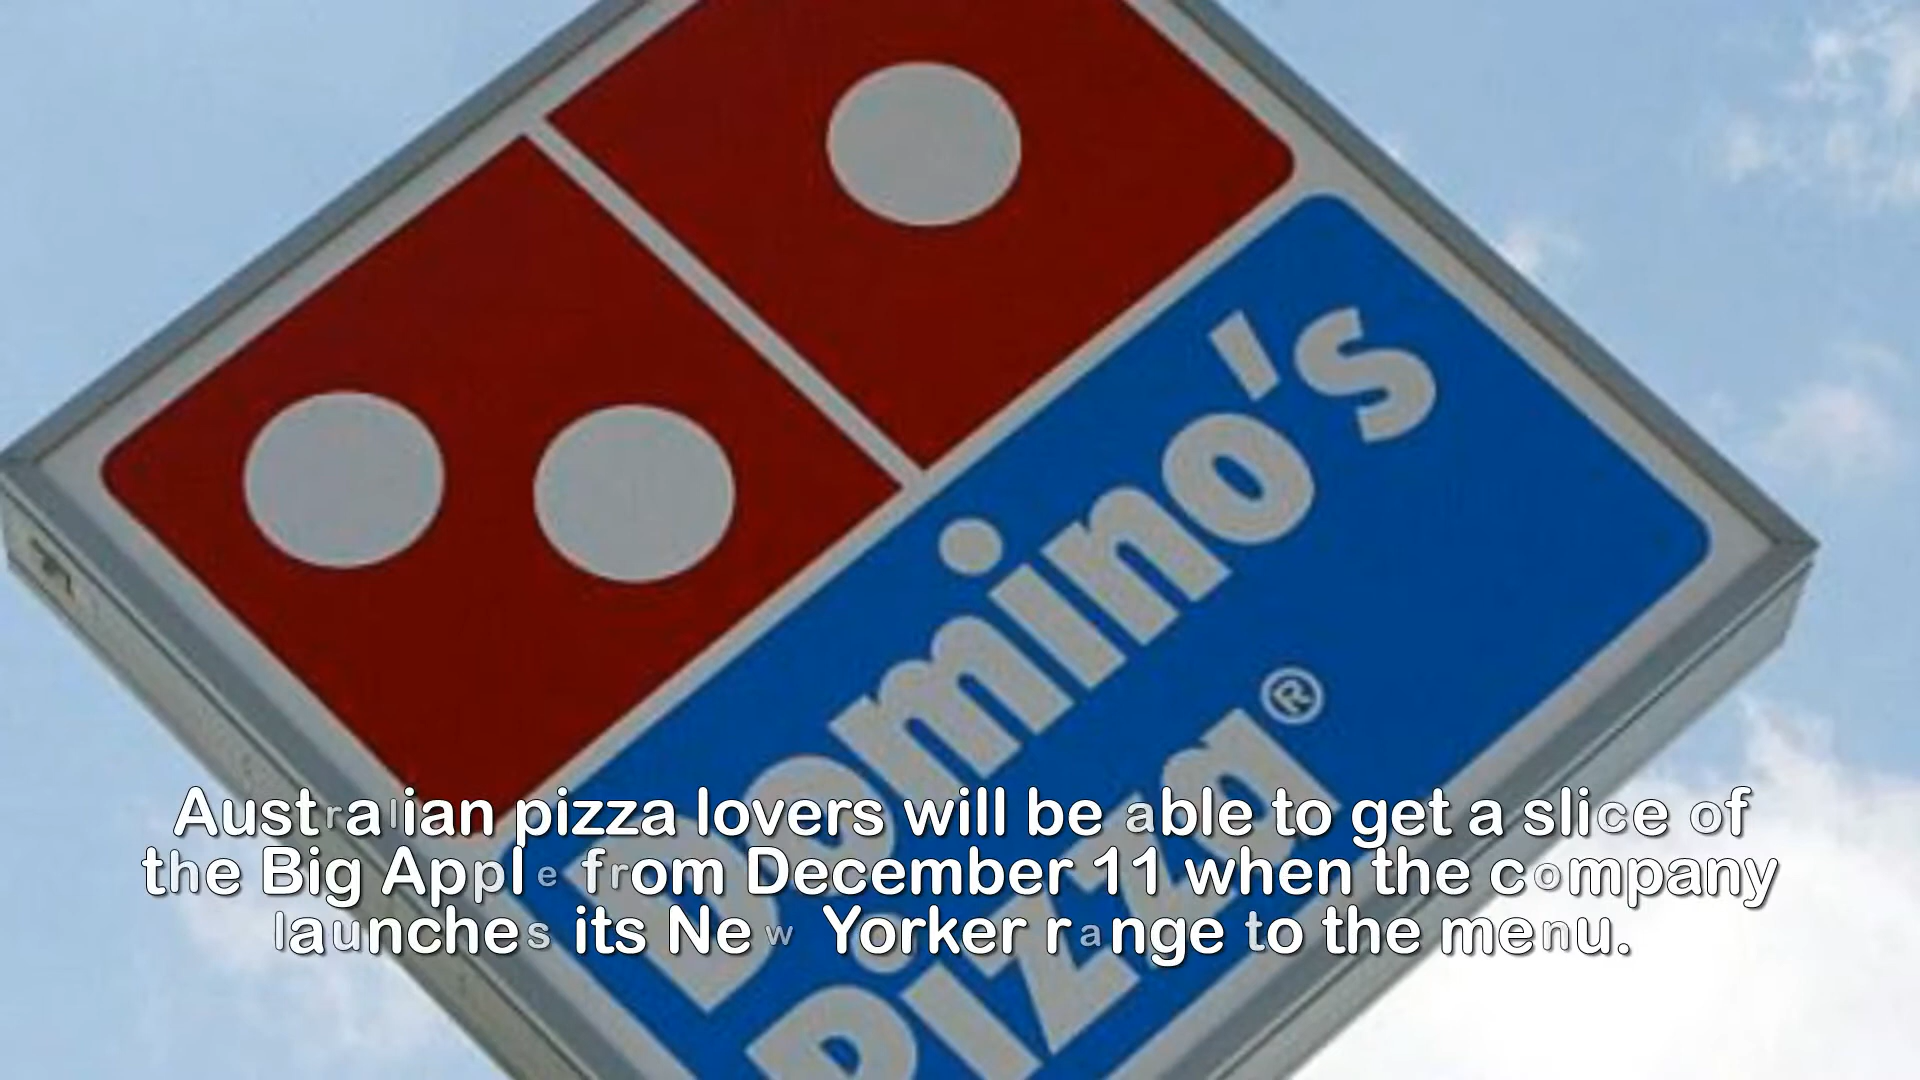 Domino's
Pizza®
Australian pizza lovers will be able to get a slice of
the Big Apple from December 11 when the company
launches its New Yorker range to the menu.